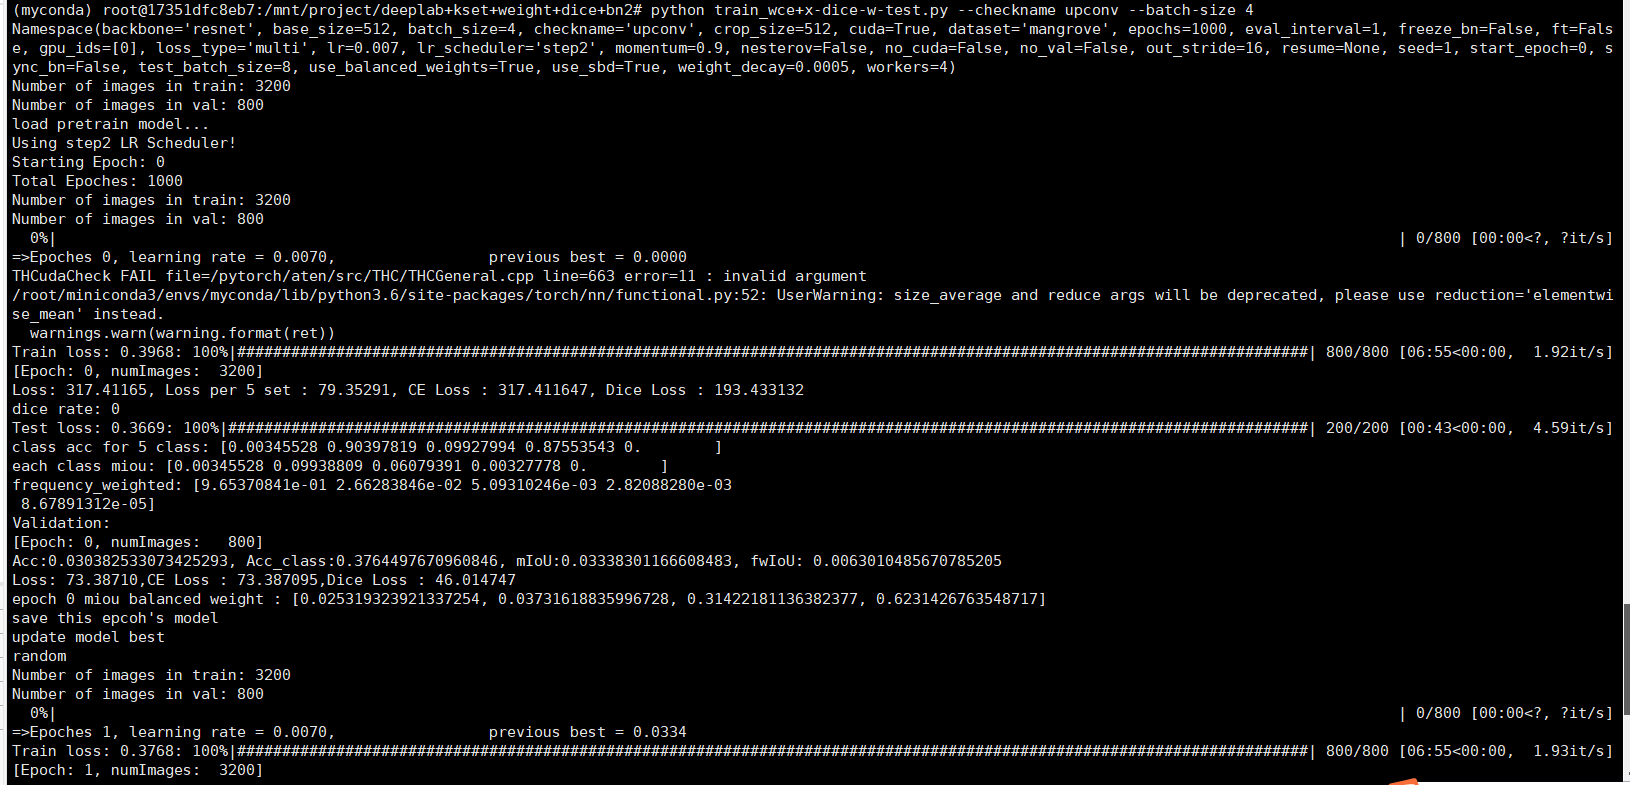 (myconda) root@17351dfc8eb7:/mnt/project/deeplab+kset+weight+dice+bn2# python train_wce+x-dice-w-test.py --checkname upconv --batch-size 4
Namespace(backbone='resnet', base_size=512, batch_size=4, checkname='upconv', crop_size=512, cuda=True, dataset='mangrove', epochs=1000, eval_interval=1, freeze_bn=False, ft=Fals
e, gpu_ids=[0], loss_type='multi', lr=0.007, lr_scheduler='step2', momentum=0.9, nesterov=False, no_cuda=False, no_val=False, out_stride=16, resume=None, seed=1, start_epoch=0, s
ync_bn=False, test_batch_size=8, use_balanced_weights=True, use_sbd=True, weight_decay=0.0005, workers=4)
Number of images in train: 3200
Number of images in val: 800
load pretrain model...
Using step2 LR Scheduler!
Starting Epoch: 0
Total Epoches: 1000
Number of images in train: 3200
Number of images in val: 800
0%| | 0/800 [00:00<?, ?it/s]
=>Epoches 0, learning rate = 0.0070, previous best = 0.0000
THCudaCheck FAIL file=/pytorch/aten/src/THC/THCGeneral.cpp line=663 error=11 : invalid argument
/root/miniconda3/envs/myconda/lib/python3.6/site-packages/torch/nn/functional.py:52: UserWarning: size_average and reduce args will be deprecated, please use reduction='elementwi
se_mean' instead.
warnings.warn(warning.format(ret))
Train loss: 0.3968: 100%|#######################################################################################################################| 800/800 [06:55<00:00, 1.92it/s]
[Epoch: 0, numImages: 3200]
Loss: 317.41165, Loss per 5 set : 79.35291, CE Loss : 317.411647, Dice Loss : 193.433132
dice rate: 0
Test loss: 0.3669: 100%|########################################################################################################################| 200/200 [00:43<00:00, 4.59it/s]
class acc for 5 class: [0.00345528 0.90397819 0.09927994 0.87553543 0. ]
each class miou: [0.00345528 0.09938809 0.06079391 0.00327778 0. ]
frequency_weighted: [9.65370841e-01 2.66283846e-02 5.09310246e-03 2.82088280e-03
8.67891312e-05]
Validation:
[Epoch: 0, numImages: 800]
Acc:0.030382533073425293, Acc_class:0.3764497670960846, mIoU:0.03338301166608483, fwIoU: 0.0063010485670785205
Loss: 73.38710,CE Loss : 73.387095,Dice Loss : 46.014747
epoch 0 miou balanced weight : [0.025319323921337254, 0.03731618835996728, 0.31422181136382377, 0.6231426763548717]
save this epcoh's model
update model best
random
Number of images in train: 3200
Number of images in val: 800
0%| | 0/800 [00:00<?, ?it/s]
=>Epoches 1, learning rate = 0.0070, previous best = 0.0334
Train loss: 0.3768: 100%|#######################################################################################################################| 800/800 [06:55<00:00, 1.93it/s]
[Epoch: 1, numImages: 3200]